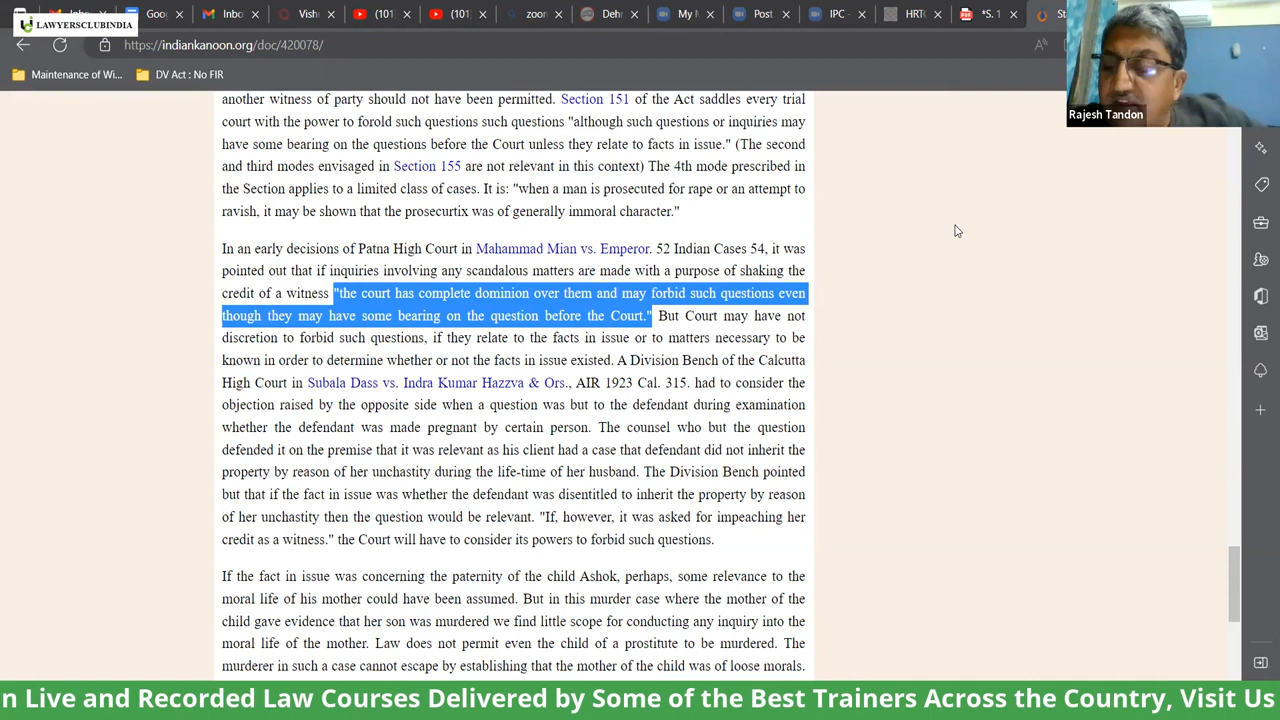 Goo
Inbo
Vishr
(101
(101
zoor
Dehr
My M
Post
C -
HRT
*S. 1
St
LAWYERSCLUBINDIA
https://indiankanoon.org/doc/420078/
Maintenance of Wi...
DV Act : No FIR
Rajesh Tandon
another witness of party should not have been permitted. Section 151 of the Act saddles every trial
court with the power to forbid such questions such questions "although such questions or inquiries may
have some bearing on the questions before the Court unless they relate to facts in issue." (The second
and third modes envisaged in Section 155 are not relevant in this context) The 4th mode prescribed in
the Section applies to a limited class of cases. It is: "when a man is prosecuted for rape or an attempt to
ravish, it may be shown that the prosecurtix was of generally immoral character."
In an early decisions of Patna High Court in Mahammad Mian vs. Emperor. 52 Indian Cases 54, it was
pointed out that if inquiries involving any scandalous matters are made with a purpose of shaking the
credit of a witness "the court has complete dominion over them and may forbid such questions even
though they may have some bearing on the question before the Court." But Court may have not
discretion to forbid such questions, if they relate to the facts in issue or to matters necessary to be
known in order to determine whether or not the facts in issue existed. A Division Bench of the Calcutta
High Court in Subala Dass vs. Indra Kumar Hazzva & Ors., AIR 1923 Cal. 315. had to consider the
objection raised by the opposite side when a question was but to the defendant during examination
whether the defendant was made pregnant by certain person. The counsel who but the question
defended it on the premise that it was relevant as his client had a case that defendant did not inherit the
property by reason of her unchastity during the life-time of her husband. The Division Bench pointed
but that if the fact in issue was whether the defendant was disentitled to inherit the property by reason
of her unchastity then the question would be relevant. "If, however, it was asked for impeaching her
credit as a witness." the Court will have to consider its powers to forbid such questions.
If the fact in issue was concerning the paternity of the child Ashok, perhaps, some relevance to the
moral life of his mother could have been assumed. But in this murder case where the mother of the
child gave evidence that her son was murdered we find little scope for conducting any inquiry into the
moral life of the mother. Law does not permit even the child of a prostitute to be murdered. The
murderer in such a case cannot escape by establishing that the mother of the child was of loose morals.
n Live and Recorded Law Courses Delivered by Some of the Best Trainers Across the Country, Visit Us